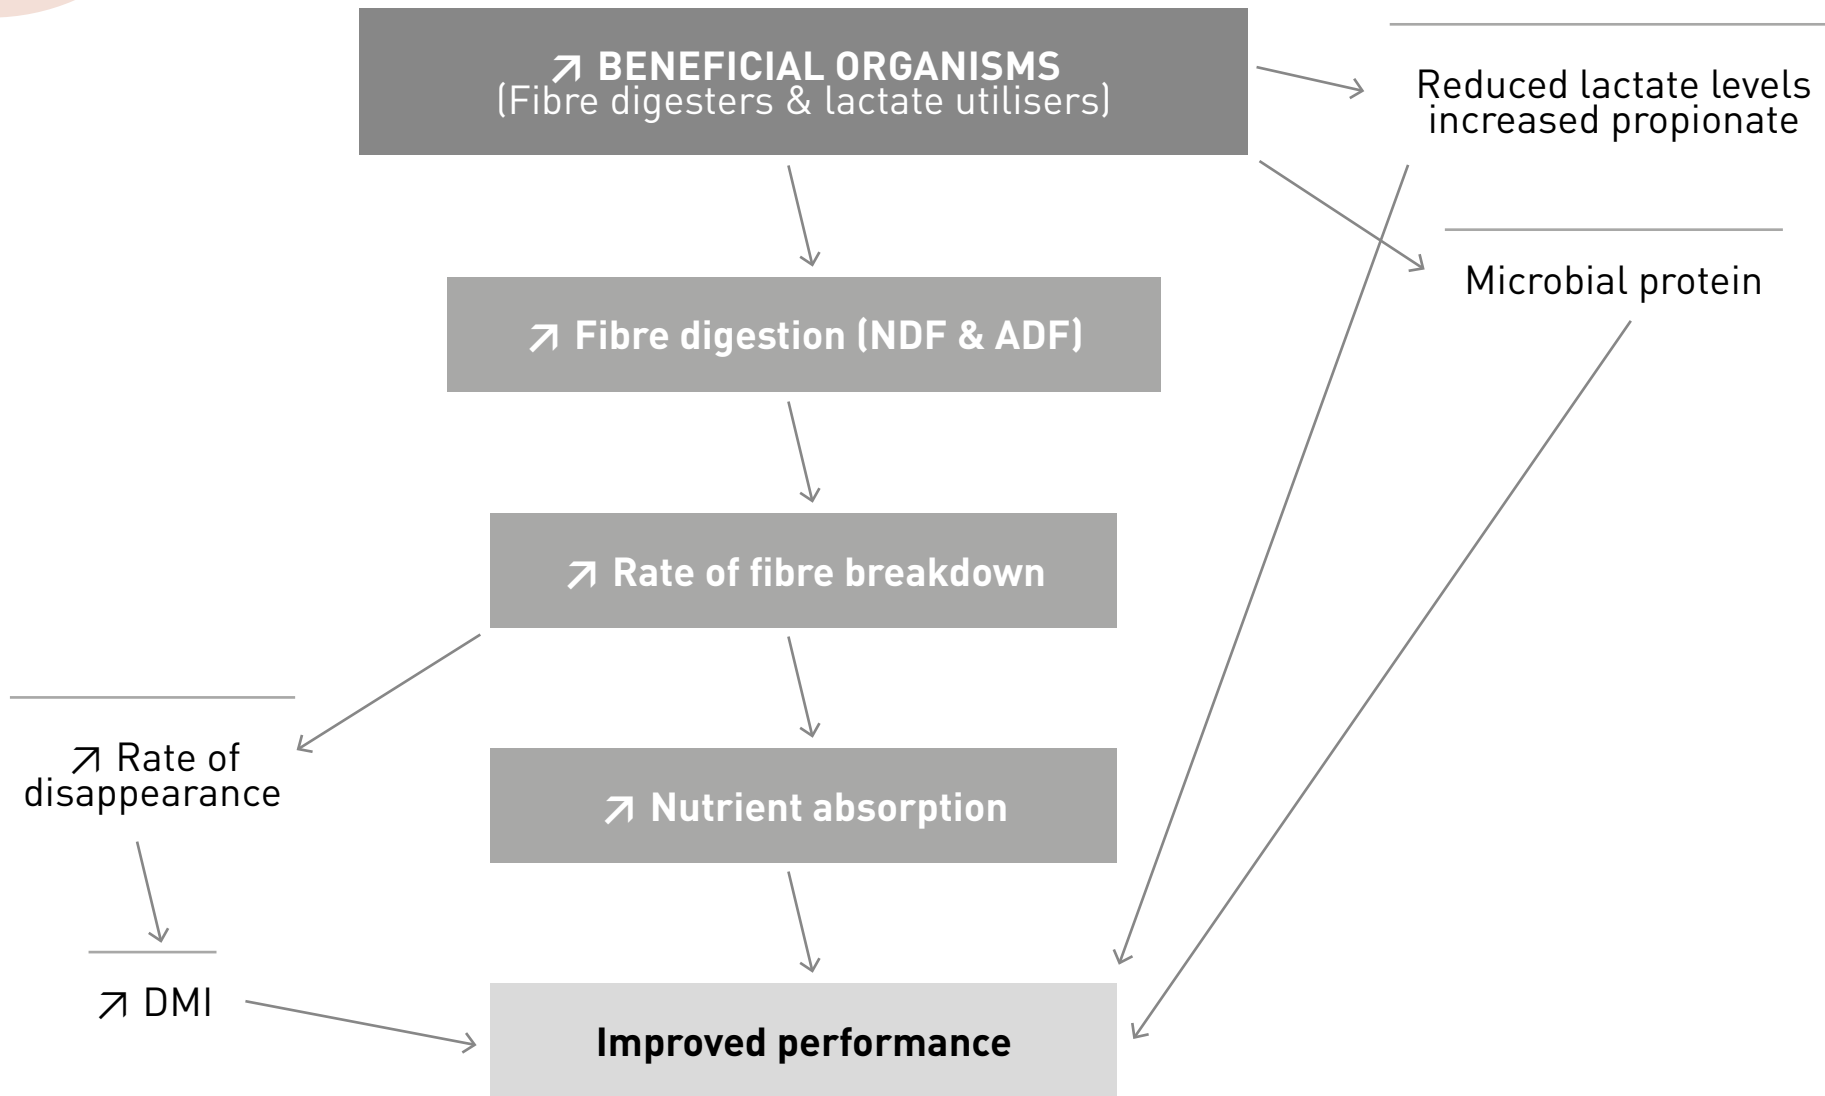 ↗ BENEFICIAL ORGANISMS
(Fibre digesters & lactate utilisers)
Reduced lactate levels
increased propionate
Microbial protein
↗ Fibre digestion (NDF & ADF)
↗ Rate of fibre breakdown
↗ Rate of
disappearance
↗ Nutrient absorption
↗ DMI
Improved performance